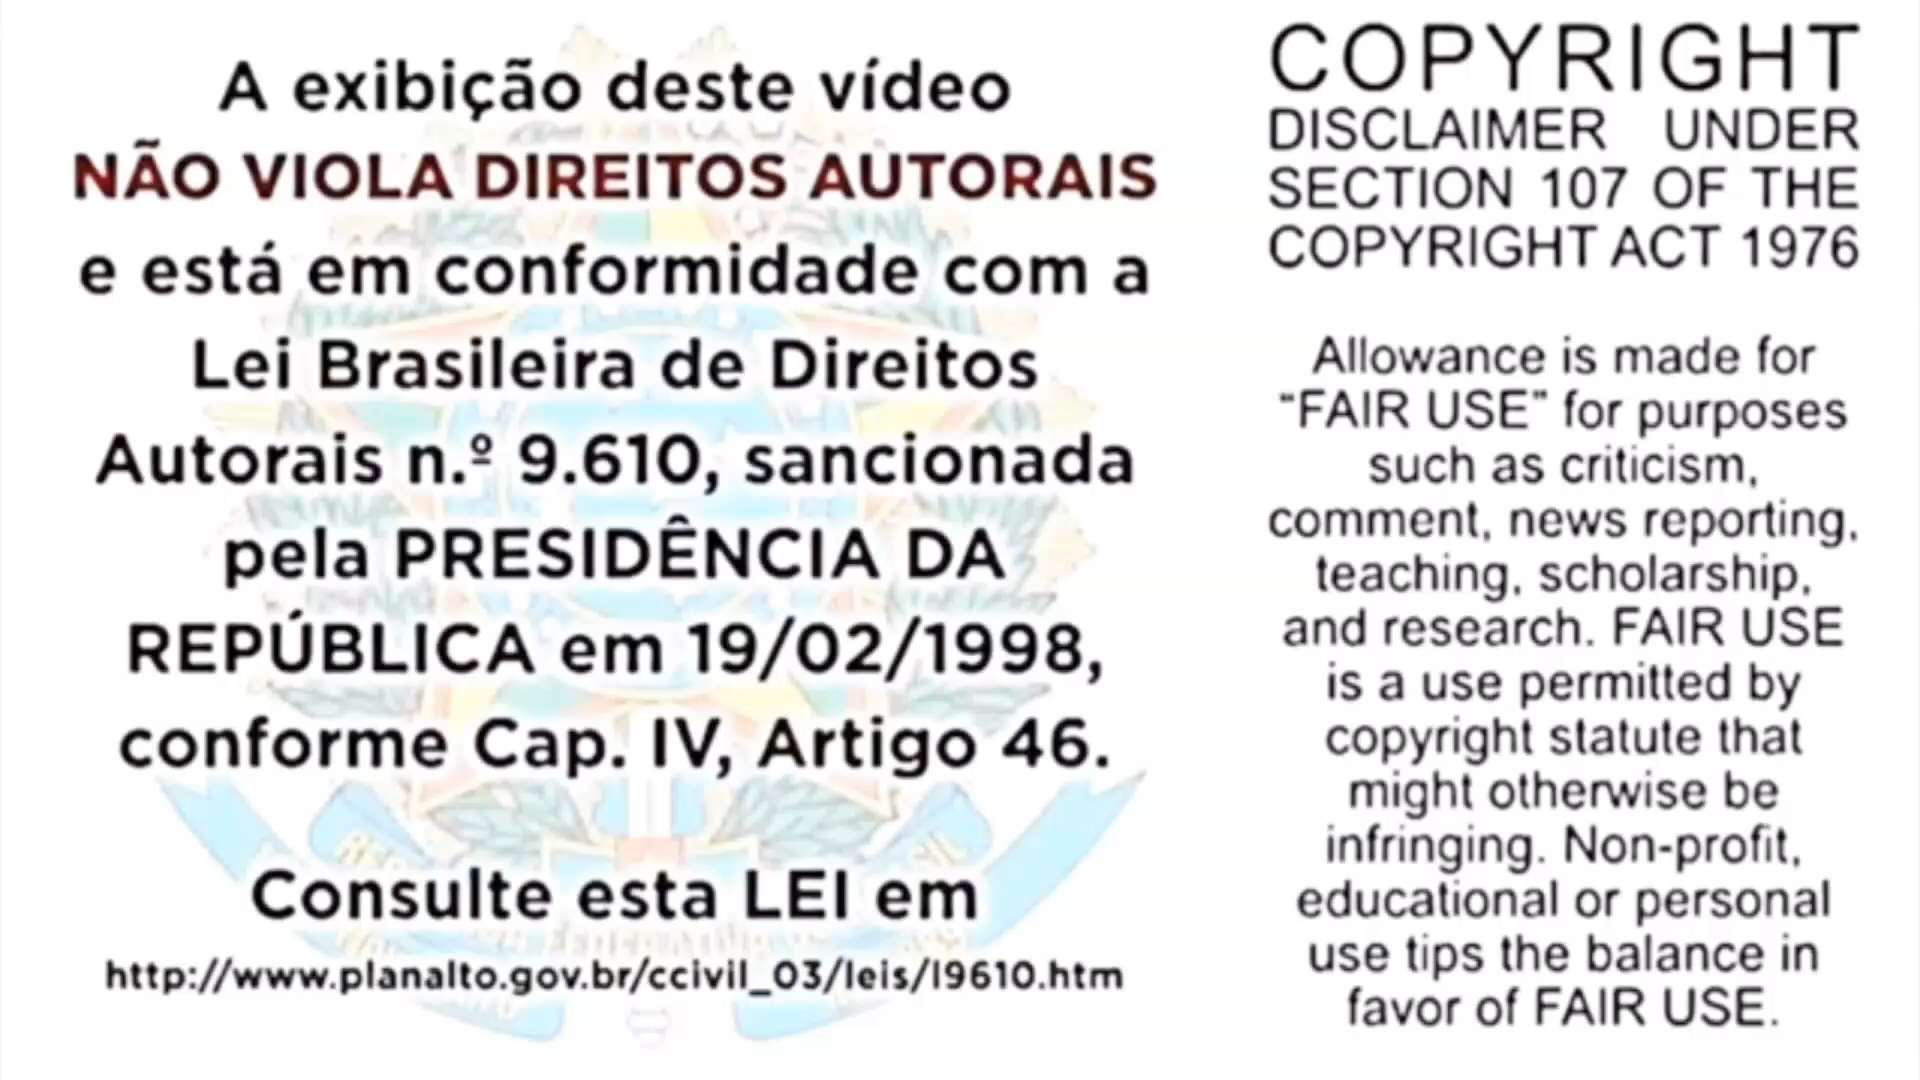 A exibição deste vídeo
NÃO VIOLA DIREITOS AUTORAIS
e está em conformidade com a
Lei Brasileira de Direitos
Autorais n.º 9.610, sancionada
pela PRESIDÊNCIA DA
REPÚBLICA em 19/02/1998,
conforme Cap. IV, Artigo 46.
Consulte esta LEI em
http://www.planalto.gov.br/ccivil_03/leis/l9610.htm
COPYRIGHT
DISCLAIMER UNDER
SECTION 107 OF THE
COPYRIGHT ACT 1976
Allowance is made for
"FAIR USE" for purposes
such as criticism,
comment, news reporting,
teaching, scholarship,
and research. FAIR USE
is a use permitted by
copyright statute that
might otherwise be
infringing. Non-profit,
educational or personal
use tips the balance in
favor of FAIR USE.